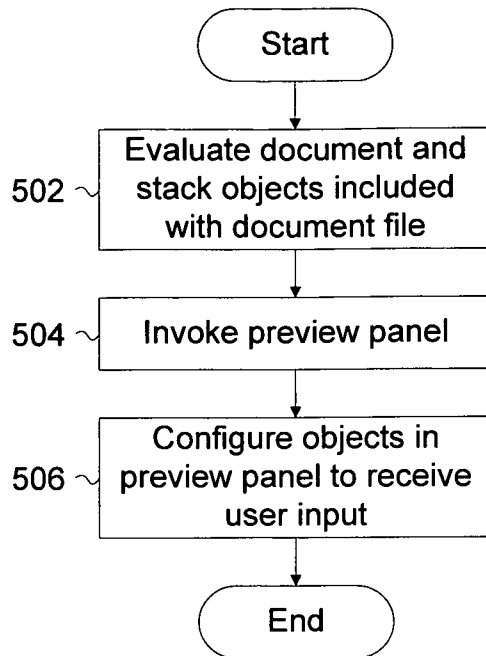 Start
502
Evaluate document and
stack objects included
with document file
504
Invoke preview panel
506
Configure objects in
preview panel to receive
user input
End